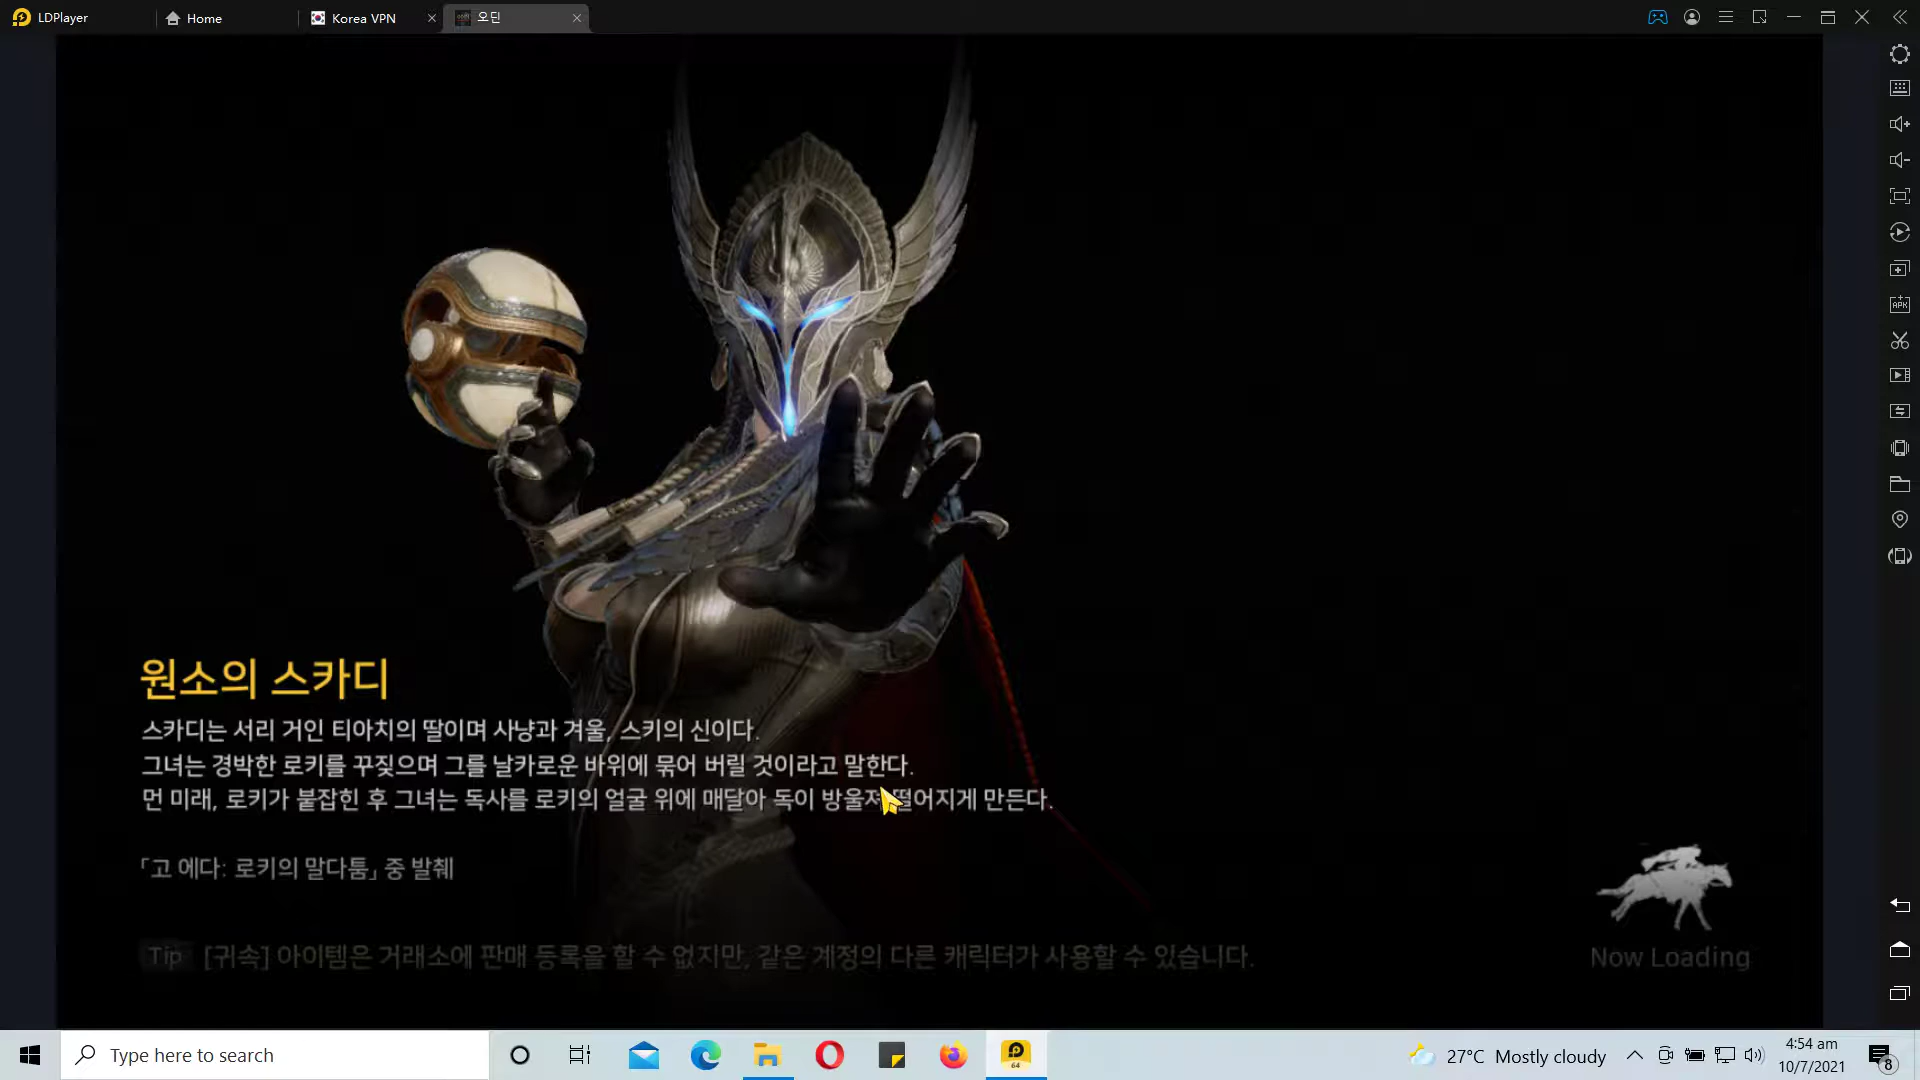 LDPlayer
Home
Korea VPN
오딘
APK
원소의 스카디
스카디는 서리 거인 티아치의 딸이며 사냥과 겨울, 스키의 신이다.
그녀는 경박한 로키를 꾸짖으며 그를 날카로운 바위에 묶어 버릴 것이라고 말한다.
먼 미래, 로키가 붙잡힌 후 그녀는 독사를 로키의 얼굴 위에 매달아 독이 방울져 떨어지게 만든다.
「고 에다: 로키의 말다툼」 중 발췌
Tip [귀속] 아이템은 거래소에 판매 등록을 할 수 없지만, 같은 계정의 다른 캐릭터가 사용할 수 있습니다.
Now Loading
Type here to search
64
27°C Mostly cloudy
4:54 am
10/7/2021
8